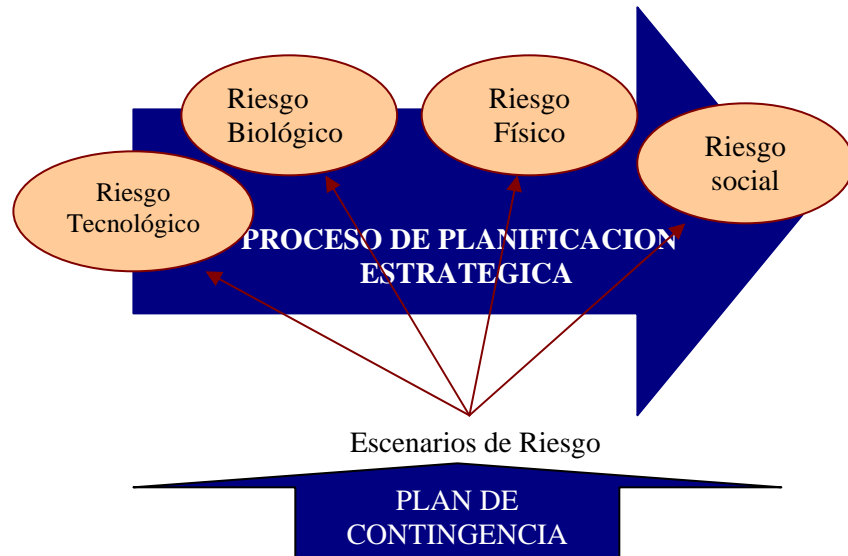 Riesgo
Biológico
Riesgo
Físico
Riesgo
social
Riesgo
Tecnológico
PROCESO DE PLANIFICACION
ESTRATEGICA
Escenarios de Riesgo
PLAN DE
CONTINGENCIA